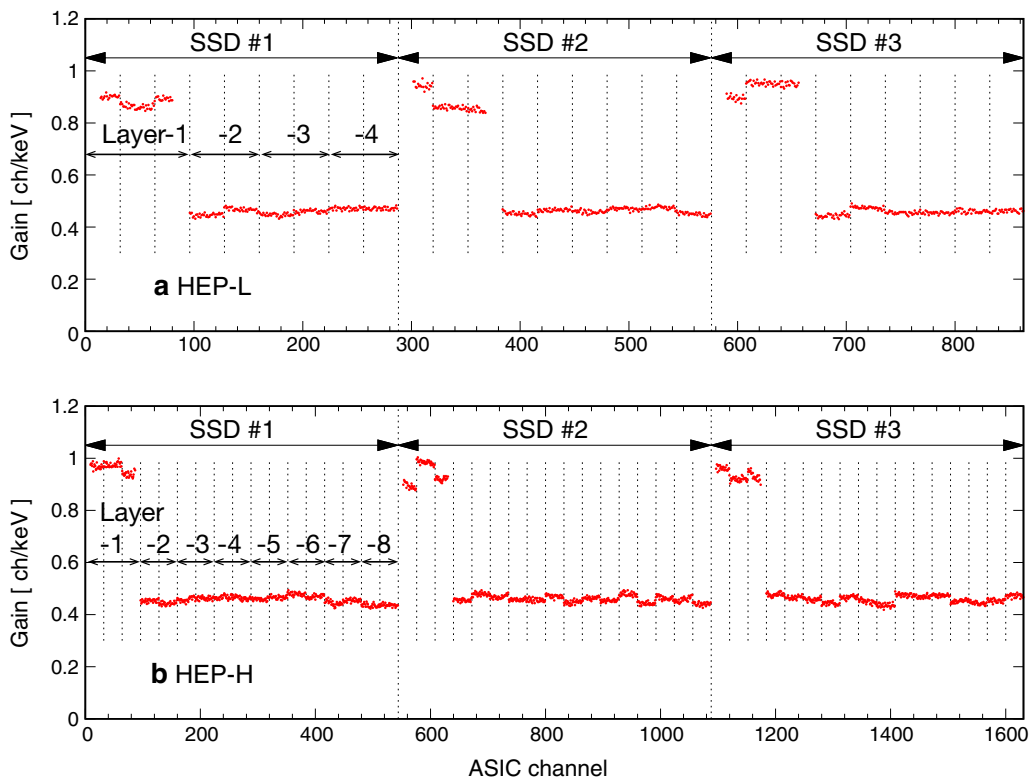 1.2
SSD #1 SSD #2 SSD #3
1
0.8
Layer-1 -2 -3 -4
0.6
0.4
0.2
a HEP-L
0
0 100 200 300 400 500 600 700 800
Gain [ ch/keV ]
1.2
SSD #1 SSD #2 SSD #3
1
0.8
Layer
-1 -2 -3 -4 -5 -6 -7 -8
0.6
0.4
0.2
b HEP-H
0
0 200 400 600 800 1000 1200 1400 1600
Gain [ ch/keV ]
ASIC channel